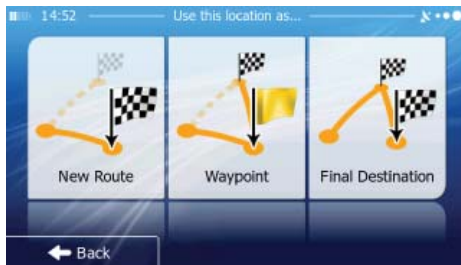 14:52 Use this location as...
New Route Waypoint Final Destination
Back